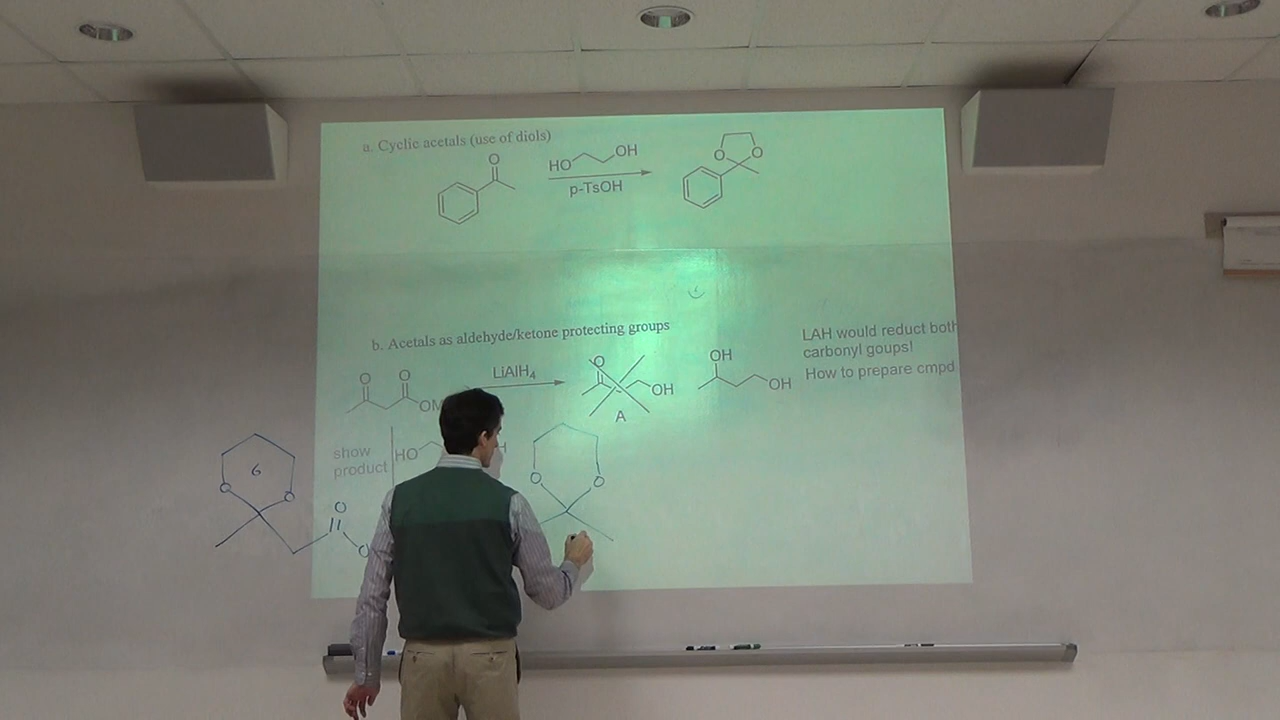 a. Cyclic acetals (use of diols)
O
HO OH
p-TsOH
O O
b. Acetals as aldehyde/ketone protecting groups
LAH would reduct both
carbonyl goups!
How to prepare cmpd
O O
OM
LiAlH4
O
OH
A
OH
OH
show
product
HO
H
6
O O
O
O
O O